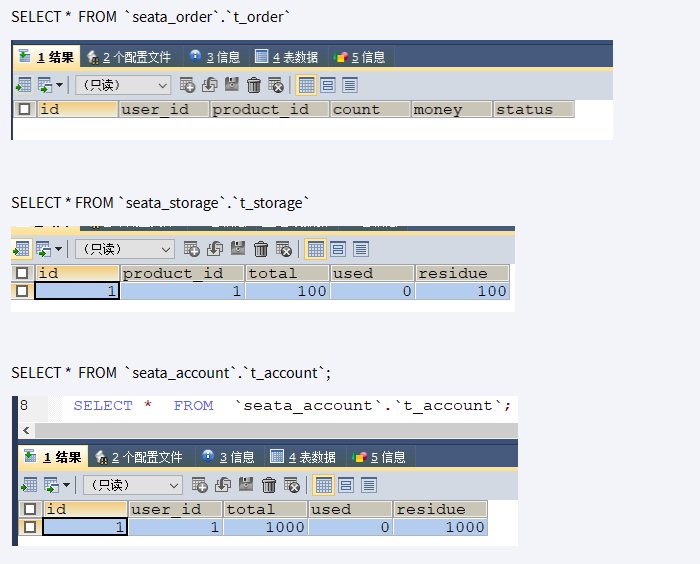 SELECT * FROM `seata_order`.`t_order`
1 结果 2 个配置文件 3 信息 4 表数据 5 信息
（只读）
id user_id product_id count money status
SELECT * FROM `seata_storage`.`t_storage`
（只读）
id product_id total used residue
1 1 100 0 100
SELECT * FROM `seata_account`.`t_account`;
8 SELECT * FROM `seata_account`.`t_account`;
1 结果 2 个配置文件 3 信息 4 表数据 5 信息
（只读）
id user_id total used residue
1 1 1000 0 1000